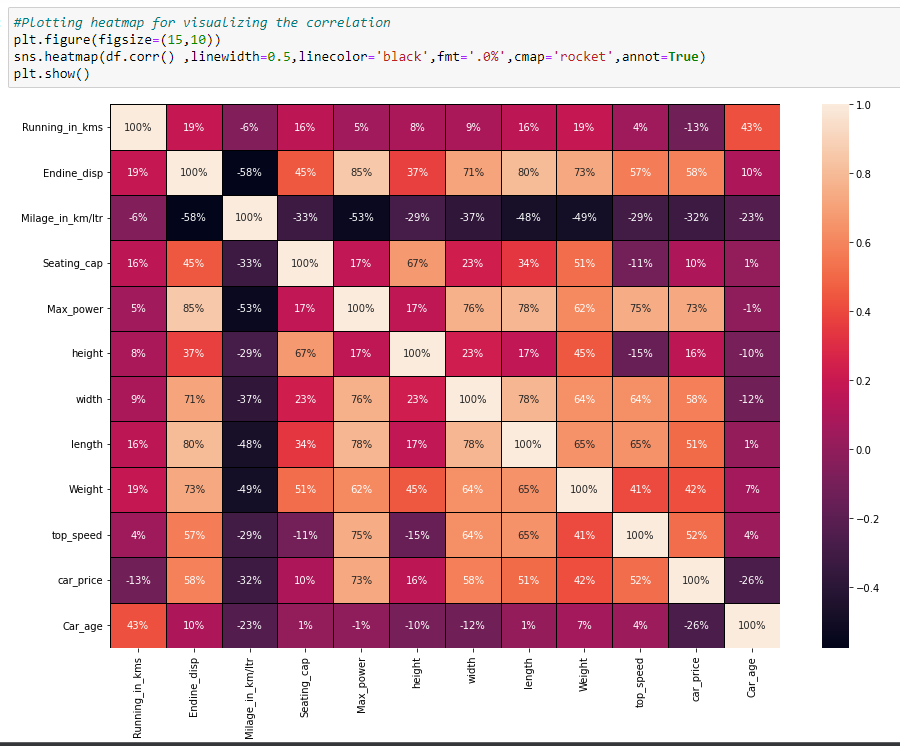 #Plotting heatmap for visualizing the correlation
plt.figure(figsize=(15,10))
sns.heatmap(df.corr() ,linewidth=0.5,linecolor='black',fmt='.0%',cmap='rocket',annot=True)
plt.show()
Running_in_kms 100% 19% -6% 16% 5% 8% 9% 16% 19% 4% -13% 43%
Endine_disp 19% 100% -58% 45% 85% 37% 71% 80% 73% 57% 58% 10%
Milage_in_km/ltr -6% -58% 100% -33% -53% -29% -37% -48% -49% -29% -32% -23%
Seating_cap 16% 45% -33% 100% 17% 67% 23% 34% 51% -11% 10% 1%
Max_power 5% 85% -53% 17% 100% 17% 76% 78% 62% 75% 73% -1%
height 8% 37% -29% 67% 17% 100% 23% 17% 45% -15% 16% -10%
width 9% 71% -37% 23% 76% 23% 100% 78% 64% 64% 58% -12%
length 16% 80% -48% 34% 78% 17% 78% 100% 65% 65% 51% 1%
Weight 19% 73% -49% 51% 62% 45% 64% 65% 100% 41% 42% 7%
top_speed 4% 57% -29% -11% 75% -15% 64% 65% 41% 100% 52% 4%
car_price -13% 58% -32% 10% 73% 16% 58% 51% 42% 52% 100% -26%
Car_age 43% 10% -23% 1% -1% -10% -12% 1% 7% 4% -26% 100%
Running_in_kms
Endine_disp
Milage_in_km/ltr
Seating_cap
Max_power
height
width
length
Weight
top_speed
car_price
Car_age
1.0
0.8
0.6
0.4
0.2
0.0
−0.2
−0.4